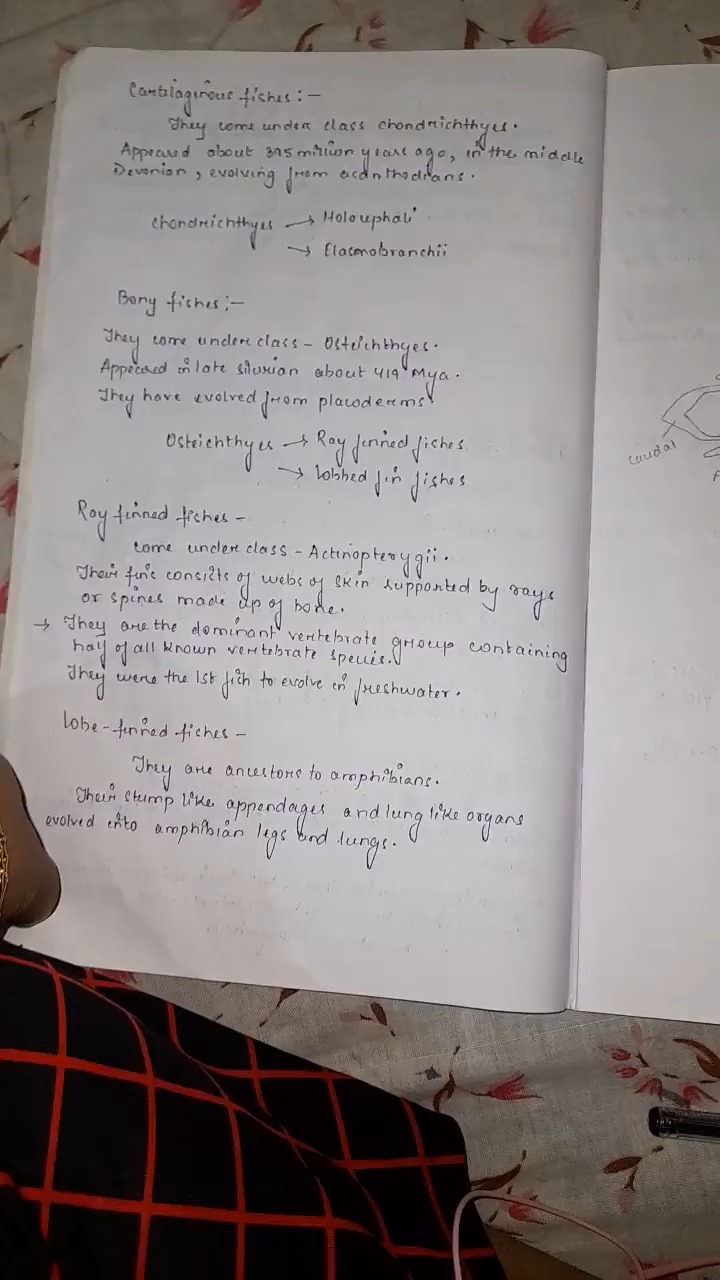 Cartilaginous fishes :-
They come under class chondrichthyes.
Appeared about 395 million years ago, in the middle
Devonian, evolving from acanthodians.
Chondrichthyes → Holocephali
→ Elasmobranchii
Bony fishes :-
They come under class - Osteichthyes.
Appeared in late silurian about 419 Mya.
They have evolved from placoderms
Osteichthyes → Ray finned fishes
→ lobbed fin fishes
Ray finned fishes -
come under class - Actinopterygii.
Their fins consists of webs of skin supported by rays
or spines made up of bone.
→ They are the dominant vertebrate group containing
half of all known vertebrate species.
They were the 1st fish to evolve in freshwater.
Lobe-finned fishes -
They are ancestors to amphibians.
Their stump like appendages and lung like organs
evolved into amphibian legs and lungs.
caudal